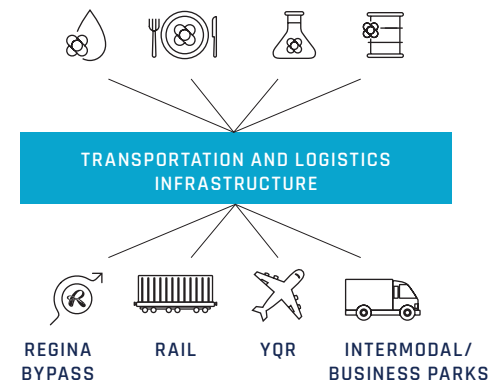 TRANSPORTATION AND LOGISTICS
INFRASTRUCTURE
R
REGINA
BYPASS
RAIL
YQR
INTERMODAL/
BUSINESS PARKS